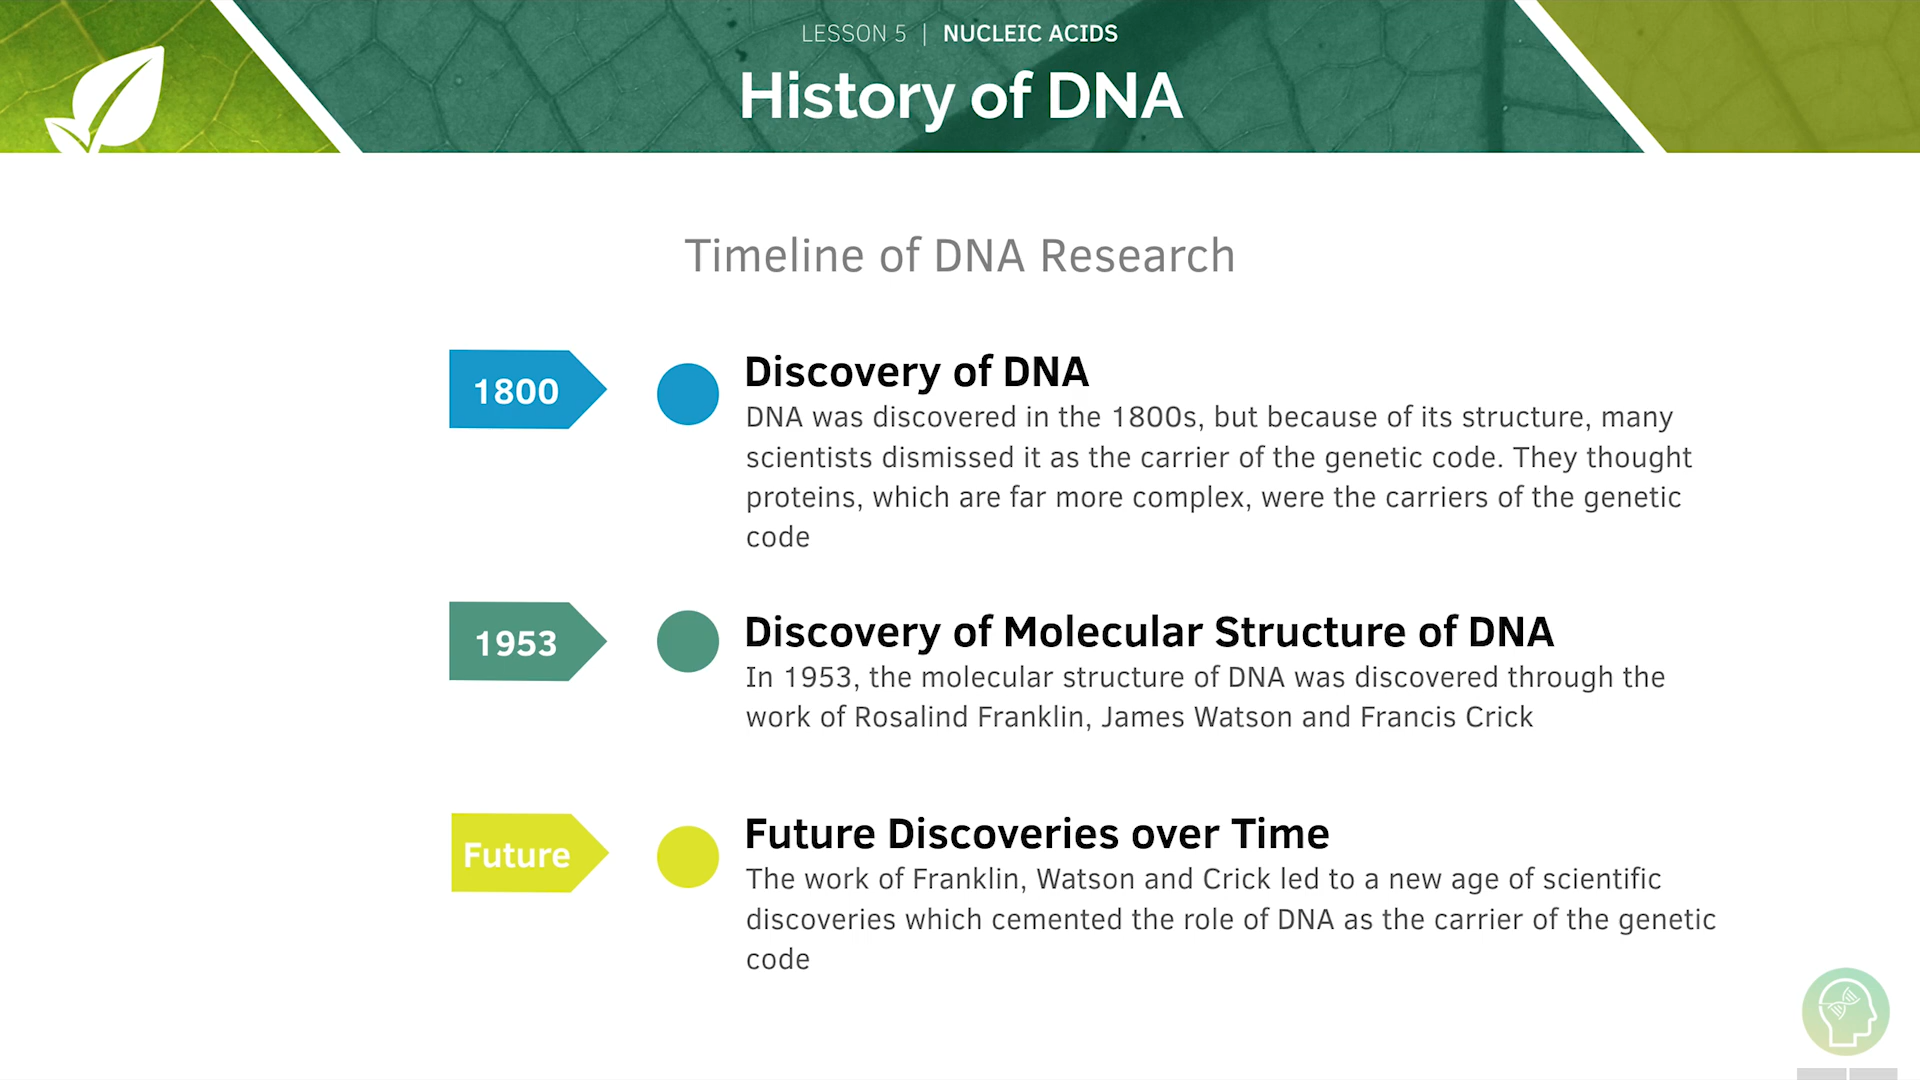 LESSON 5 | NUCLEIC ACIDS
History of DNA
Timeline of DNA Research
1800
Discovery of DNA
DNA was discovered in the 1800s, but because of its structure, many
scientists dismissed it as the carrier of the genetic code. They thought
proteins, which are far more complex, were the carriers of the genetic
code
1953
Discovery of Molecular Structure of DNA
In 1953, the molecular structure of DNA was discovered through the
work of Rosalind Franklin, James Watson and Francis Crick
Future
Future Discoveries over Time
The work of Franklin, Watson and Crick led to a new age of scientific
discoveries which cemented the role of DNA as the carrier of the genetic
code